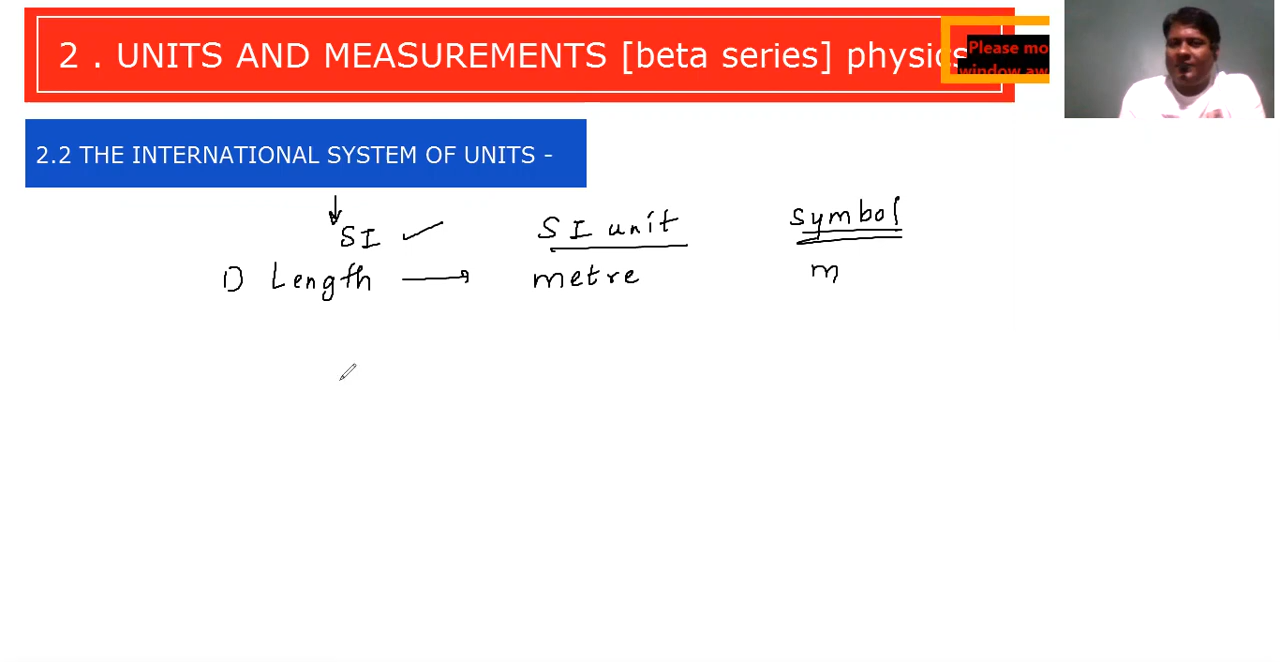 2 . UNITS AND MEASUREMENTS [beta series] physics
Please mo
window aw
2.2 THE INTERNATIONAL SYSTEM OF UNITS -
SI
SI unit
symbol
1) Length
metre
m